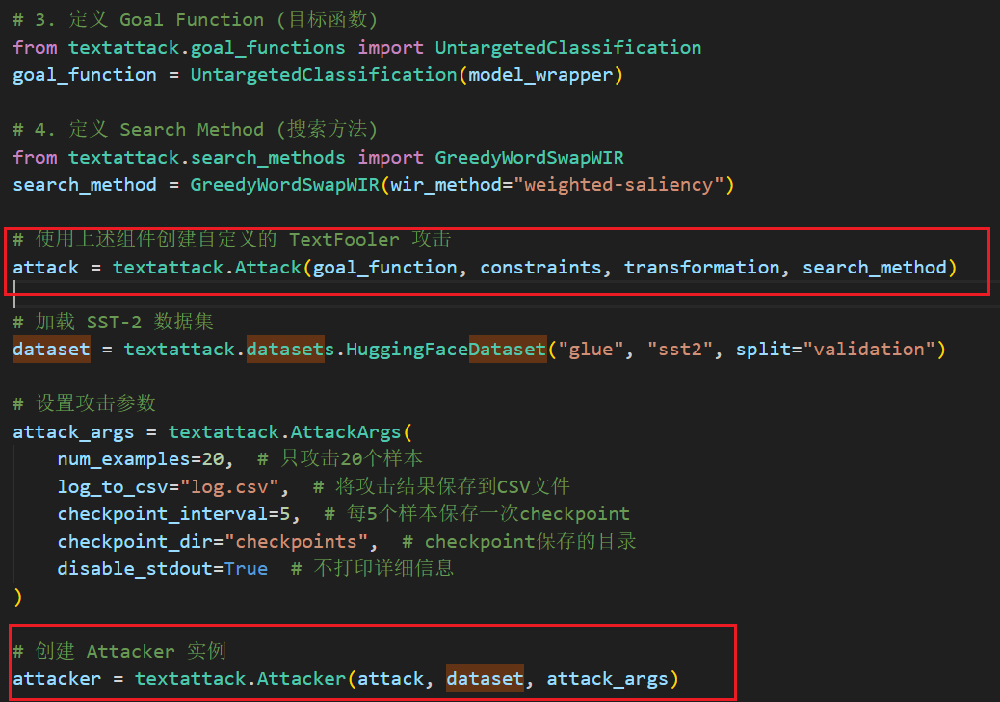 # 3. 定义 Goal Function (目标函数)
from textattack.goal_functions import UntargetedClassification
goal_function = UntargetedClassification(model_wrapper)
# 4. 定义 Search Method (搜索方法)
from textattack.search_methods import GreedyWordSwapWIR
search_method = GreedyWordSwapWIR(wir_method="weighted-saliency")
# 使用上述组件创建自定义的 TextFooler 攻击
attack = textattack.Attack(goal_function, constraints, transformation, search_method)
# 加载 SST-2 数据集
dataset = textattack.datasets.HuggingFaceDataset("glue", "sst2", split="validation")
# 设置攻击参数
attack_args = textattack.AttackArgs(
    num_examples=20,  # 只攻击20个样本
    log_to_csv="log.csv",  # 将攻击结果保存到CSV文件
    checkpoint_interval=5,  # 每5个样本保存一次checkpoint
    checkpoint_dir="checkpoints",  # checkpoint保存的目录
    disable_stdout=True  # 不打印详细信息
)
# 创建 Attacker 实例
attacker = textattack.Attacker(attack, dataset, attack_args)